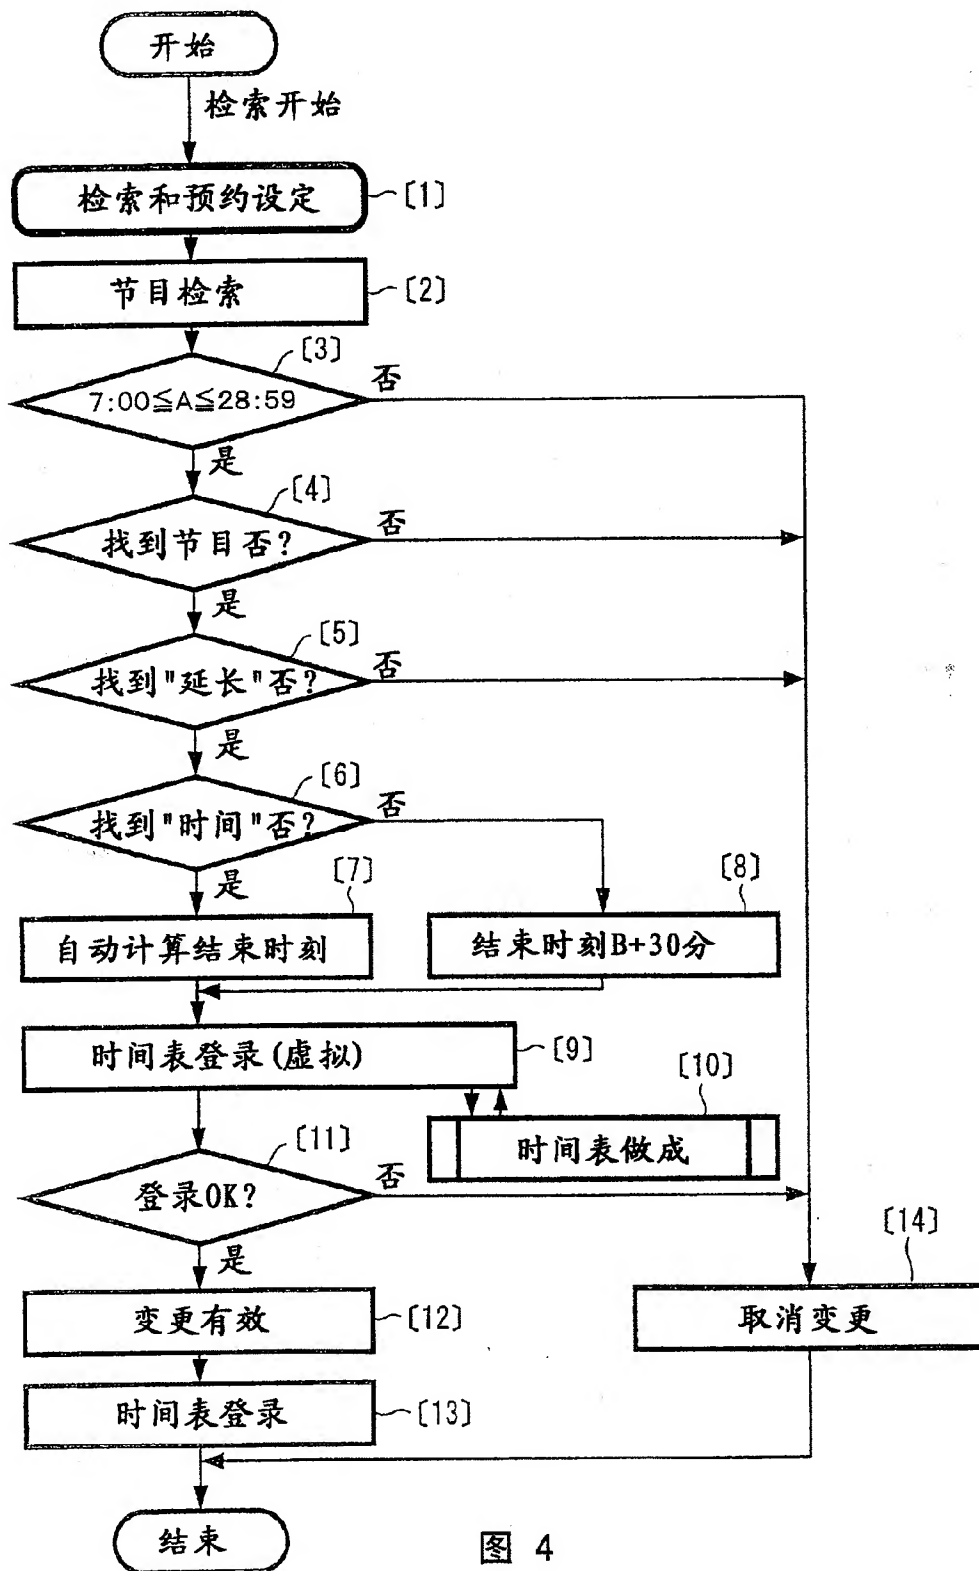 开始
检索开始
检索和预约设定
〔1〕
节目检索
〔2〕
〔3〕
7:00≦A≦28:59
否
是
〔4〕
找到节目否?
否
是
〔5〕
找到"延长"否?
否
是
〔6〕
找到"时间"否?
否
是
〔7〕
自动计算结束时刻
〔8〕
结束时刻B+30分
时间表登录(虚拟)
〔9〕
〔10〕
时间表做成
〔11〕
登录OK?
否
是
变更有效
〔12〕
〔14〕
取消变更
时间表登录
〔13〕
结束
图 4